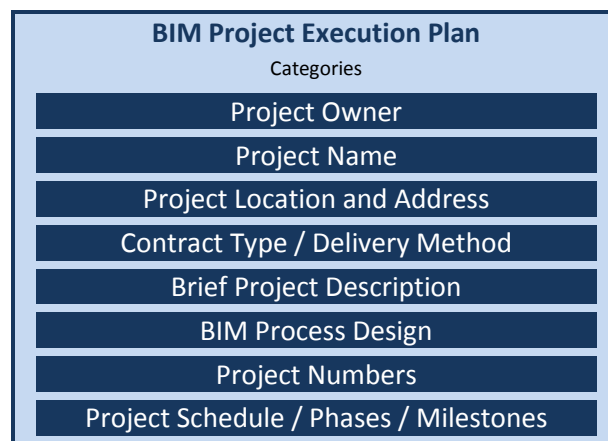 BIM Project Execution Plan
Categories
Project Owner
Project Name
Project Location and Address
Contract Type / Delivery Method
Brief Project Description
BIM Process Design
Project Numbers
Project Schedule / Phases / Milestones